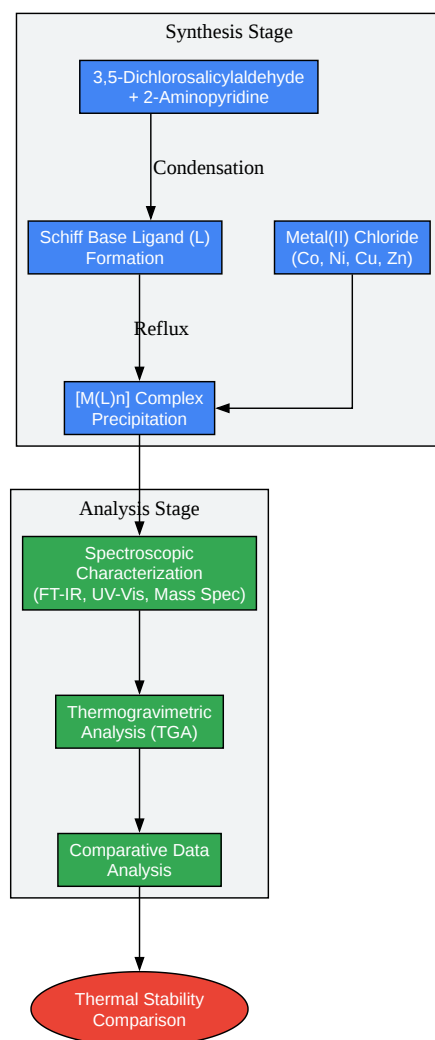 Synthesis Stage
3,5-Dichlorosalicylaldehyde
+ 2-Aminopyridine
Condensation
Schiff Base Ligand (L)
Formation
Metal(II) Chloride
(Co, Ni, Cu, Zn)
Reflux
[M(L)n] Complex
Precipitation
Analysis Stage
Spectroscopic
Characterization
(FT-IR, UV-Vis, Mass Spec)
Thermogravimetric
Analysis (TGA)
Comparative Data
Analysis
Thermal Stability
Comparison